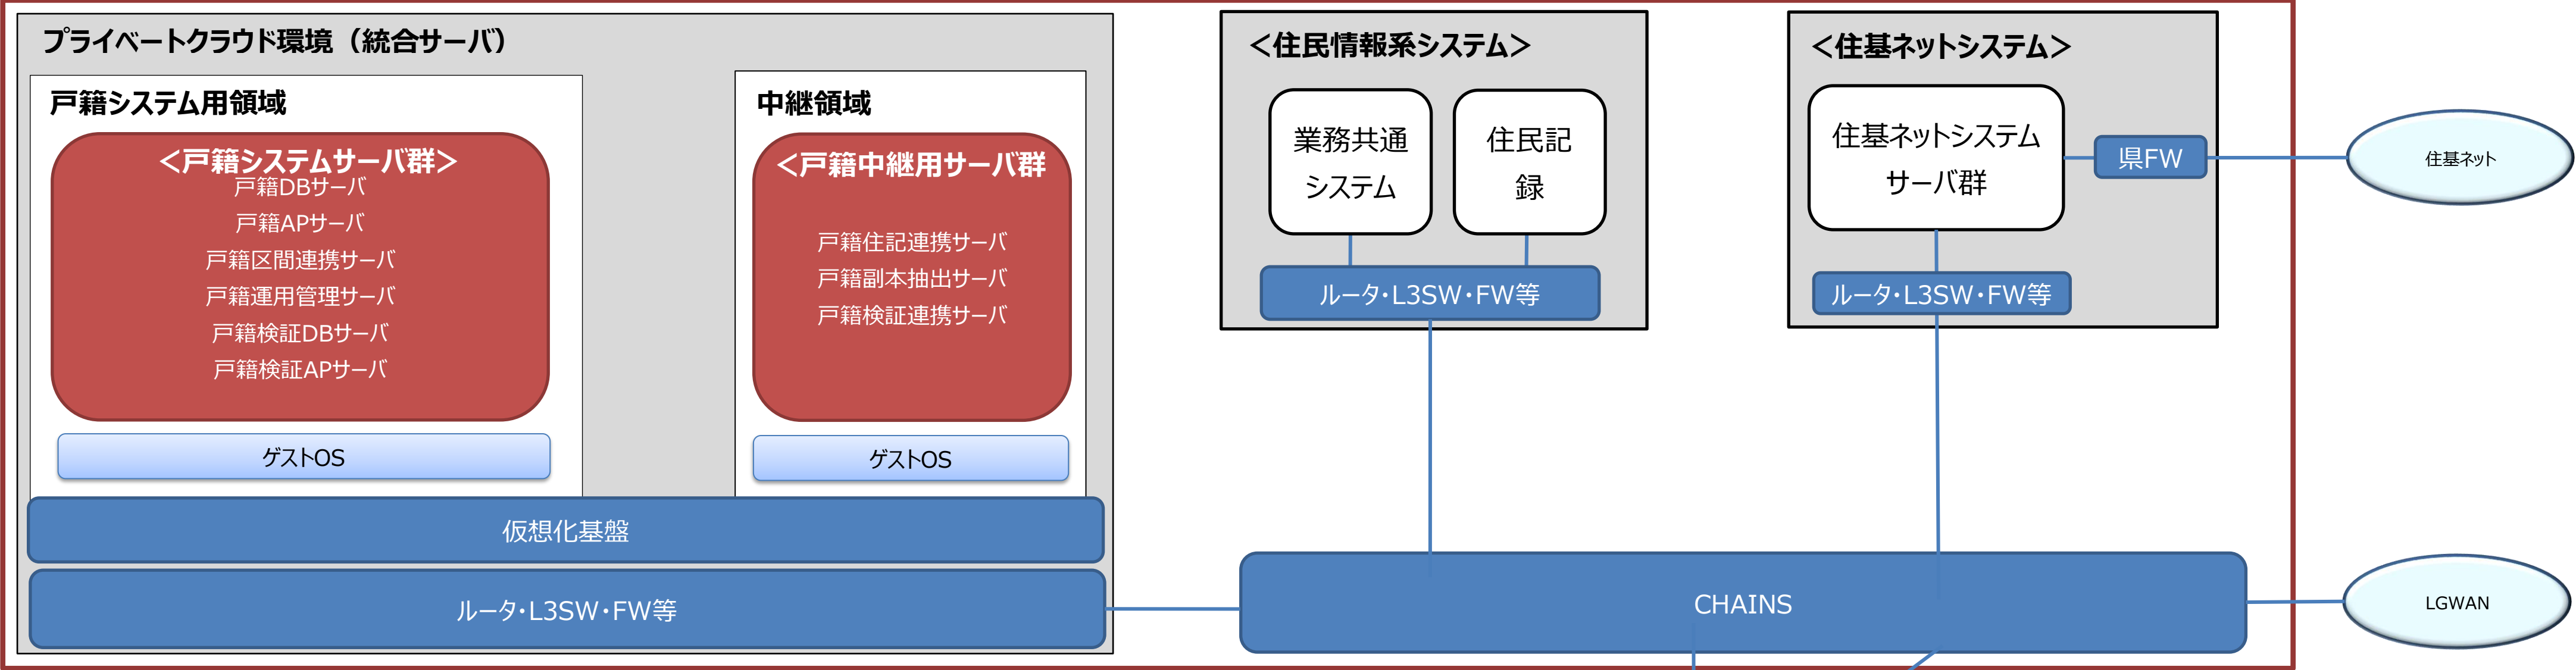 プライベートクラウド環境（統合サーバ）
戸籍システム用領域
＜戸籍システムサーバ群＞
戸籍DBサーバ
戸籍APサーバ
戸籍区間連携サーバ
戸籍運用管理サーバ
戸籍検証DBサーバ
戸籍検証APサーバ
ゲストOS
中継領域
＜戸籍中継用サーバ群
戸籍住記連携サーバ
戸籍副本抽出サーバ
戸籍検証連携サーバ
ゲストOS
仮想化基盤
ルータ・L3SW・FW等
＜住民情報系システム＞
業務共通
システム
住民記
録
ルータ・L3SW・FW等
＜住基ネットシステム＞
住基ネットシステム
サーバ群
県FW
ルータ・L3SW・FW等
住基ネット
CHAINS
LGWAN